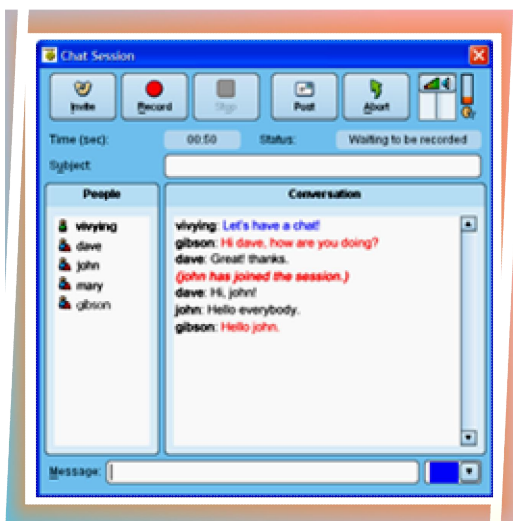 Chat Session
Invite Record Stop Post Abort
Time (sec): 00:50 Status: Waiting to be recorded
Subject:
People Conversation
vivying
dave
john
mary
gibson
vivying: Let's have a chat!
gibson: Hi dave, how are you doing?
dave: Great! thanks.
(john has joined the session.)
dave: Hi, john!
john: Hello everybody.
gibson: Hello john.
Message: